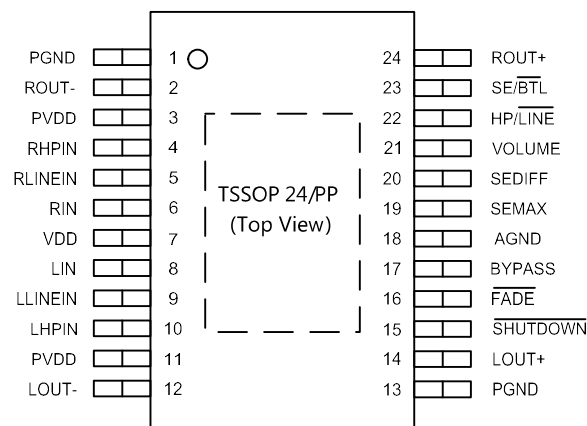 PGND 1 24 ROUT+
ROUT- 2 23 SE/BTL
PVDD 3 22 HP/LINE
RHPIN 4 21 VOLUME
RLINEIN 5 20 SEDIFF
RIN 6 19 SEMAX
VDD 7 18 AGND
LIN 8 17 BYPASS
LLINEIN 9 16 FADE
LHPIN 10 15 SHUTDOWN
PVDD 11 14 LOUT+
LOUT- 12 13 PGND
TSSOP 24/PP
(Top View)